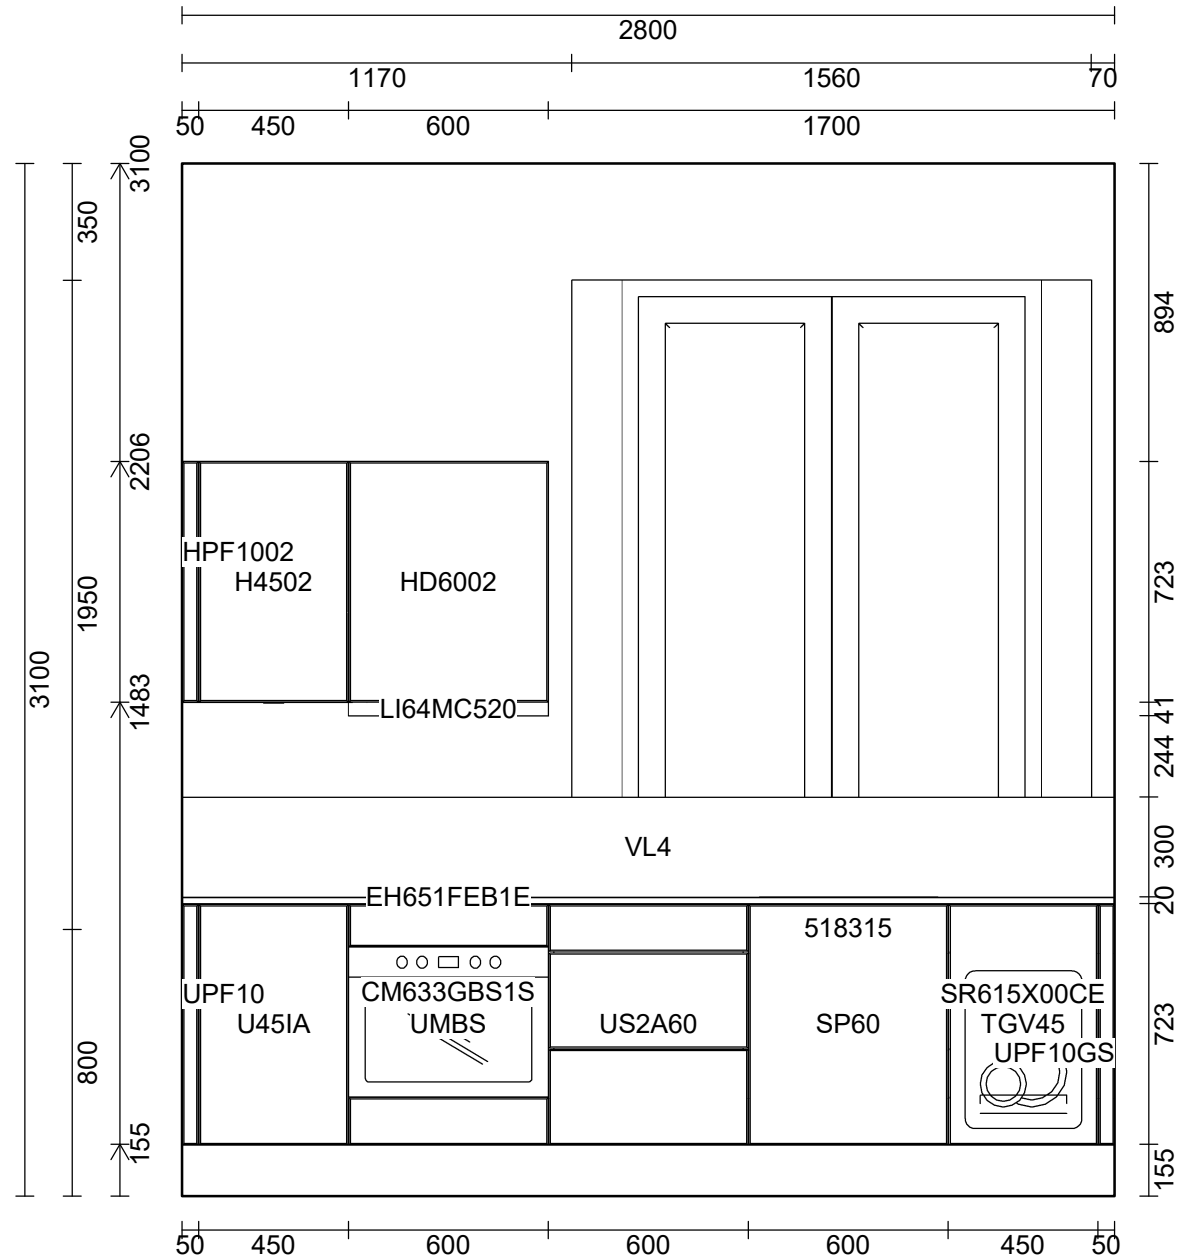 2800
1170 1560 70
50 450 600 1700
3100
350
894
2206
HPF1002
H4502 HD6002
1950
723
3100
1483
LI64MC520
41
244
VL4
300
EH651FEB1E
20
518315
UPF10 CM633GBS1S SR615X00CE
U45IA UMBS US2A60 SP60 TGV45
723
UPF10GS
800
155
155
50 450 600 600 600 450 50